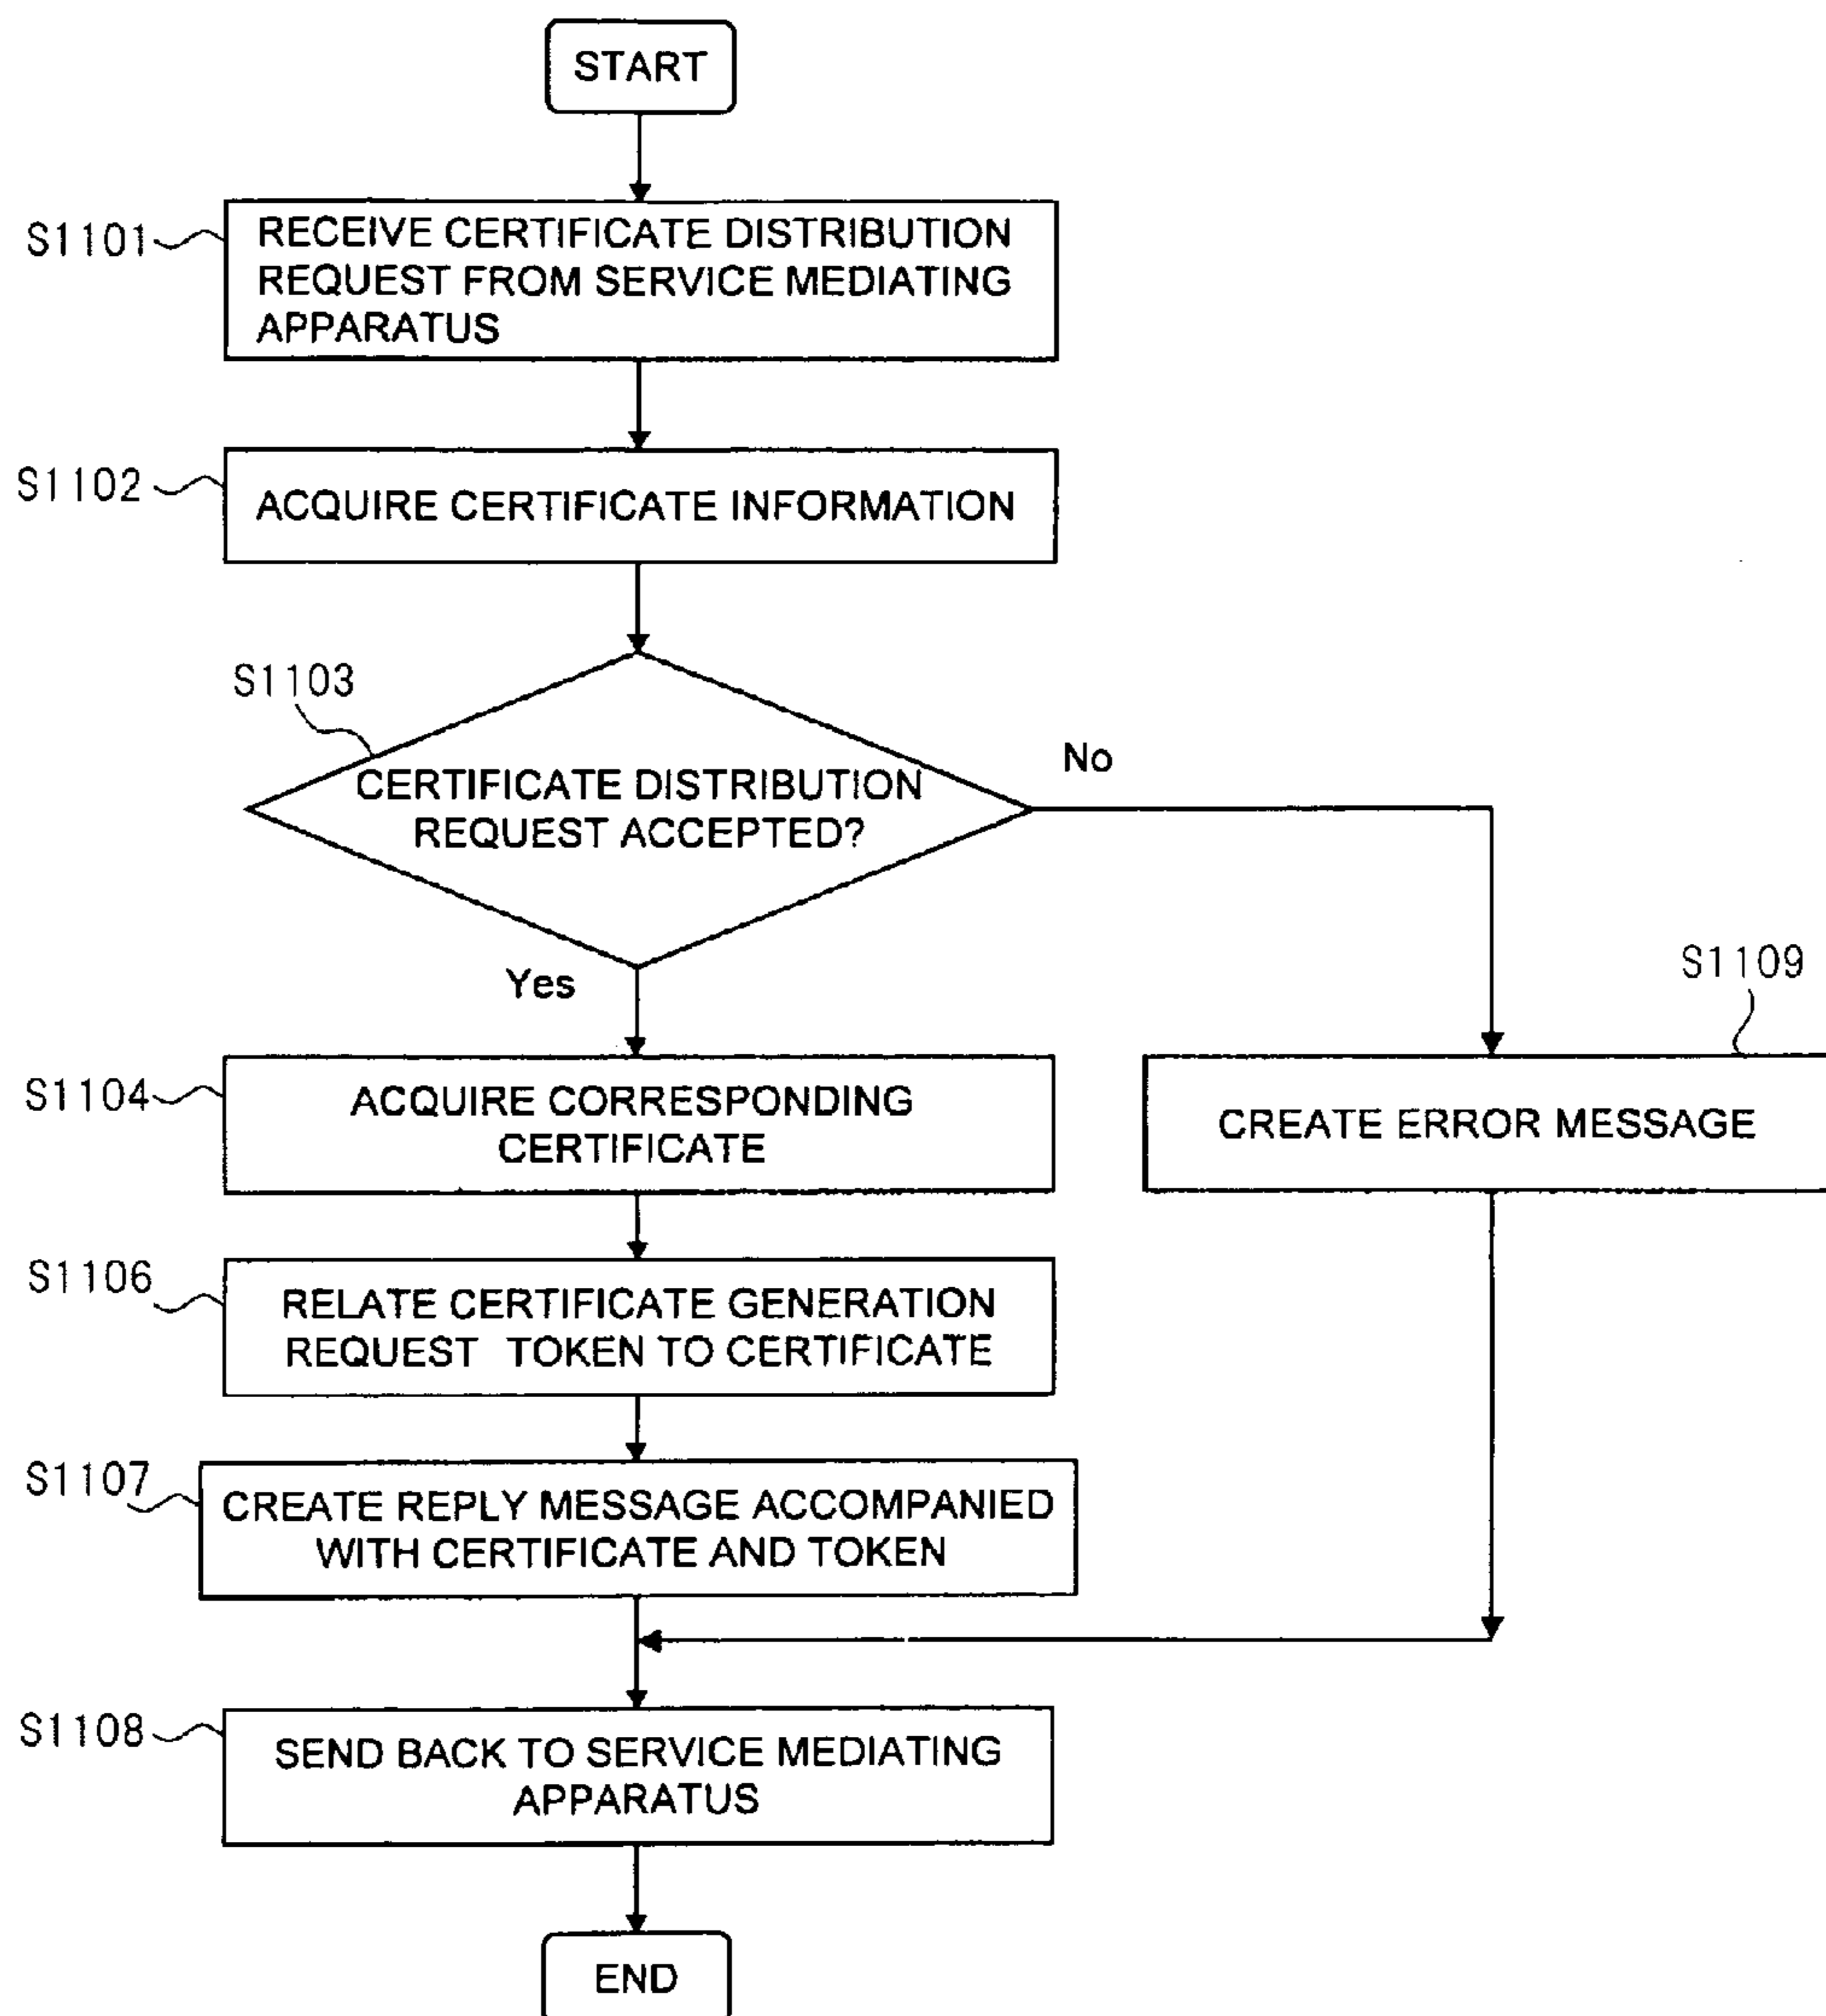 START
S1101
RECEIVE CERTIFICATE DISTRIBUTION
REQUEST FROM SERVICE MEDIATING
APPARATUS
S1102
ACQUIRE CERTIFICATE INFORMATION
S1103
CERTIFICATE DISTRIBUTION
REQUEST ACCEPTED?
No
Yes
S1104
ACQUIRE CORRESPONDING
CERTIFICATE
S1109
CREATE ERROR MESSAGE
S1106
RELATE CERTIFICATE GENERATION
REQUEST TOKEN TO CERTIFICATE
S1107
CREATE REPLY MESSAGE ACCOMPANIED
WITH CERTIFICATE AND TOKEN
S1108
SEND BACK TO SERVICE MEDIATING
APPARATUS
END